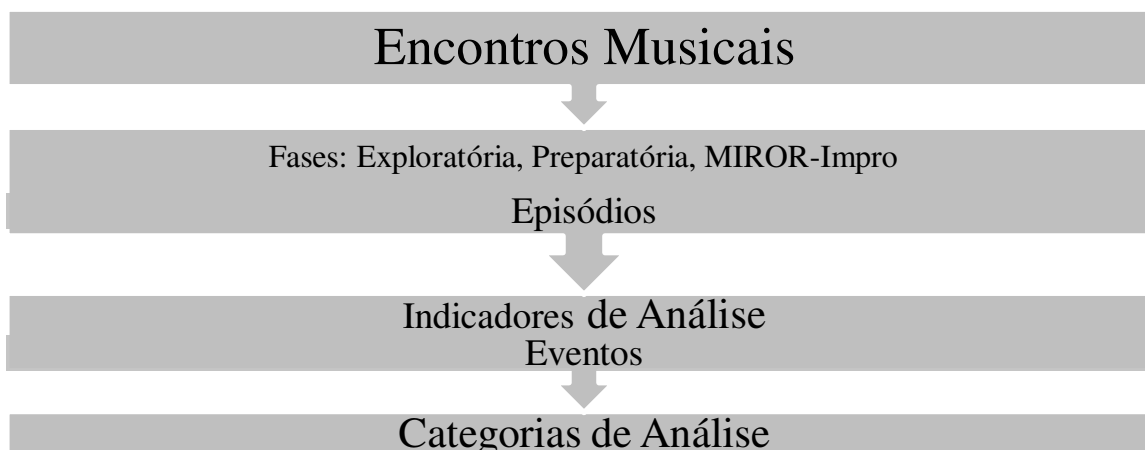 Encontros Musicais
Fases: Exploratória, Preparatória, MIROR-Impro
Episódios
Indicadores de Análise
Eventos
Categorias de Análise